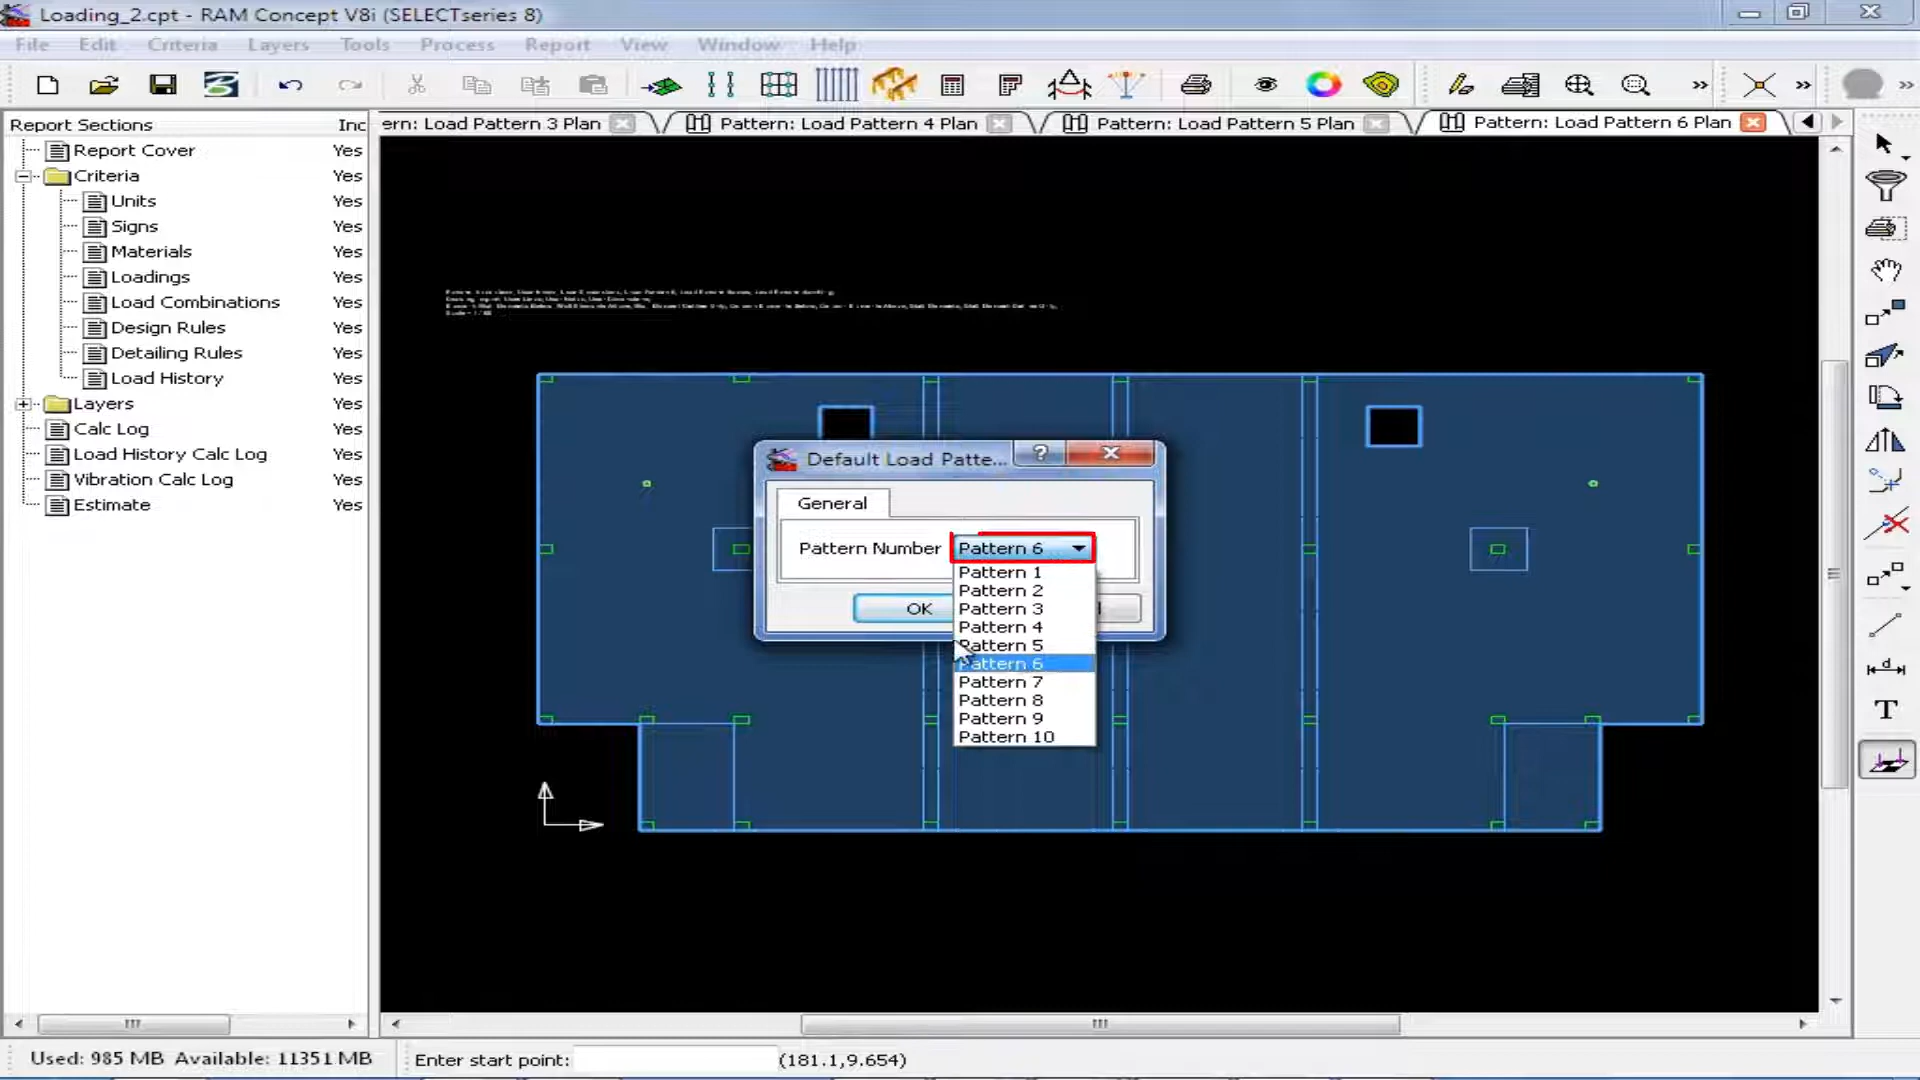 Loading_2.cpt - RAM Concept V8i (SELECTseries 8)
File Edit Criteria Layers Tools Process Report View Window Help
Report Sections Inc
ern: Load Pattern 3 Plan Pattern: Load Pattern 4 Plan Pattern: Load Pattern 5 Plan Pattern: Load Pattern 6 Plan
Report Cover Yes
Criteria Yes
Units Yes
Signs Yes
Materials Yes
Loadings Yes
Load Combinations Yes
Design Rules Yes
Detailing Rules Yes
Load History Yes
Layers Yes
Calc Log Yes
Load History Calc Log Yes
Vibration Calc Log Yes
Estimate Yes
Default Load Patte...
General
Pattern Number Pattern 6
Pattern 1
Pattern 2
Pattern 3
Pattern 4
Pattern 5
Pattern 6
Pattern 7
Pattern 8
Pattern 9
Pattern 10
OK
d
T
Used: 985 MB Available: 11351 MB
Enter start point: (181.1,9.654)